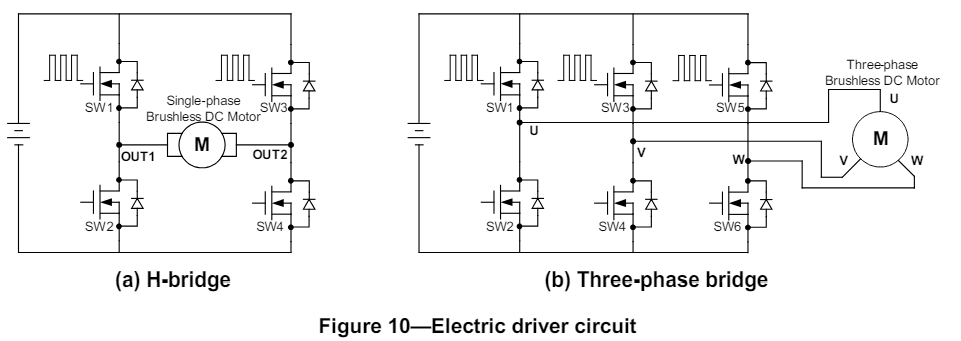 SW1
Single-phase
Brushless DC Motor
SW3
M
OUT1
OUT2
SW2
SW4
(a) H-bridge
Three-phase
Brushless DC Motor
SW1
SW3
SW5
U
U
M
V
V
W
W
SW2
SW4
SW6
(b) Three-phase bridge
Figure 10—Electric driver circuit